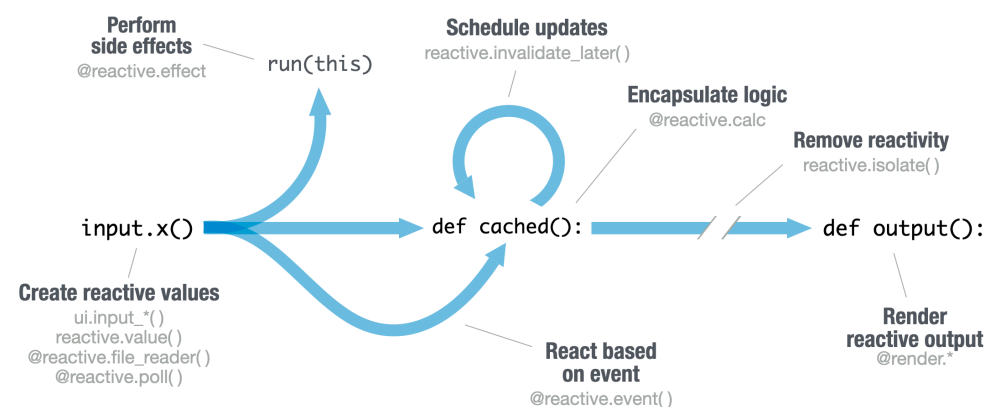 Perform
side effects
@reactive.effect
run(this)
Schedule updates
reactive.invalidate_later( )
Encapsulate logic
@reactive.calc
Remove reactivity
reactive.isolate( )
input.x()
def cached():
def output():
Create reactive values
ui.input_*( )
reactive.value( )
@reactive.file_reader( )
@reactive.poll( )
React based
on event
@reactive.event( )
Render
reactive output
@render.*